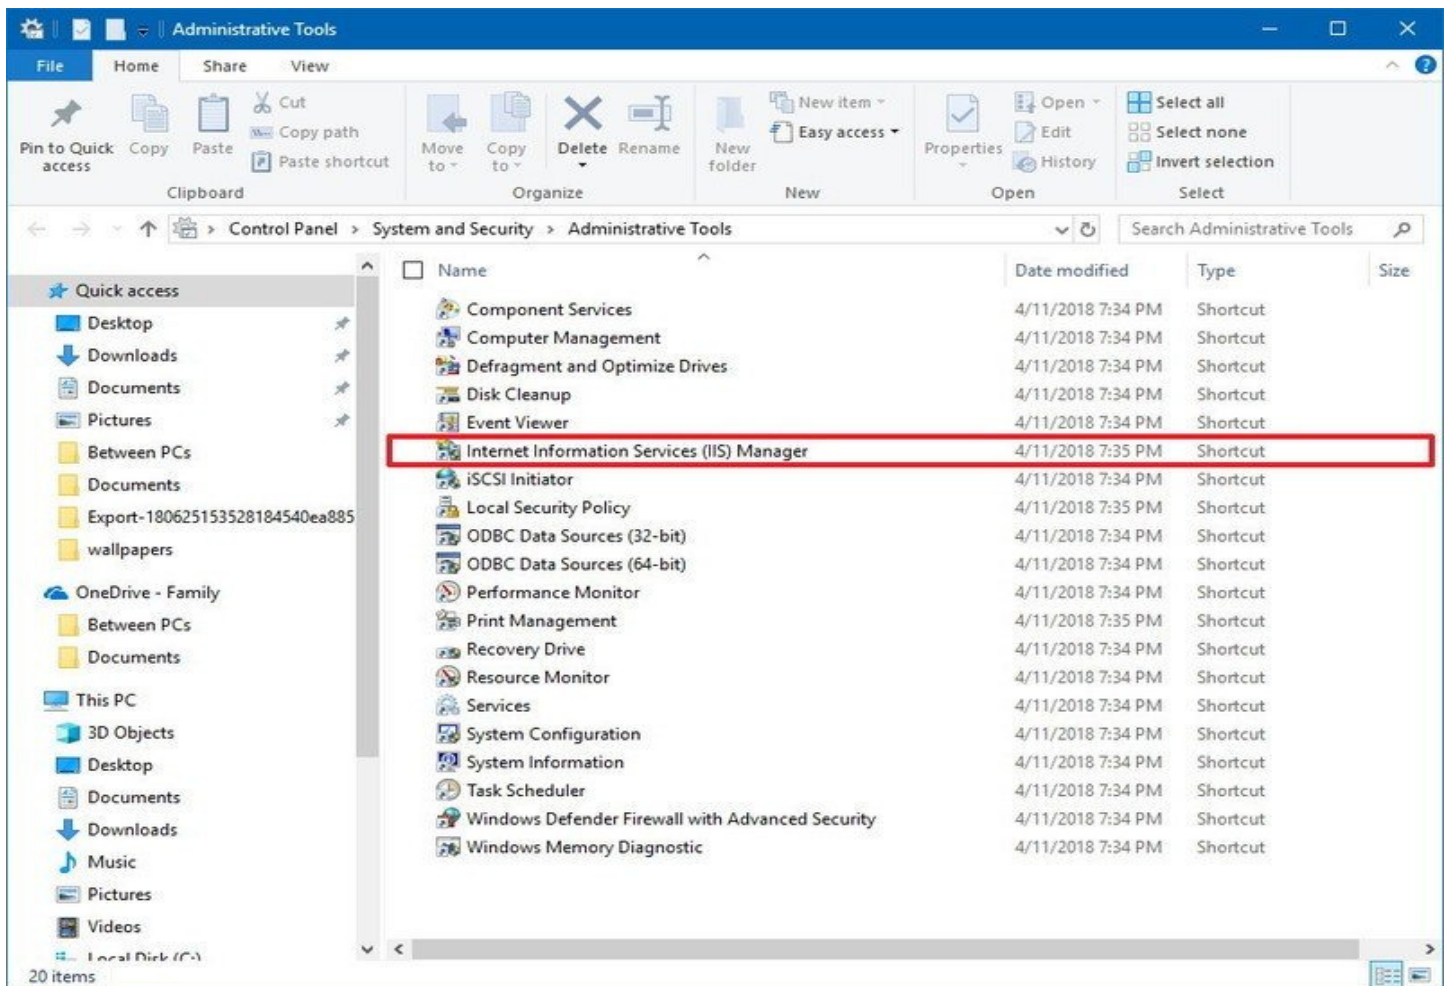 Administrative Tools
File Home Share View
Pin to Quick access
Copy
Paste
Cut
Copy path
Paste shortcut
Clipboard
Move to
Copy to
Delete
Rename
Organize
New folder
New item
Easy access
New
Properties
Open
Edit
History
Open
Select all
Select none
Invert selection
Select
Control Panel > System and Security > Administrative Tools
Search Administrative Tools
Quick access
Desktop
Downloads
Documents
Pictures
Between PCs
Documents
Export-180625153528184540ea885
wallpapers
OneDrive - Family
Between PCs
Documents
This PC
3D Objects
Desktop
Documents
Downloads
Music
Pictures
Videos
Local Disk (C:)
Name Date modified Type Size
Component Services 4/11/2018 7:34 PM Shortcut
Computer Management 4/11/2018 7:34 PM Shortcut
Defragment and Optimize Drives 4/11/2018 7:34 PM Shortcut
Disk Cleanup 4/11/2018 7:34 PM Shortcut
Event Viewer 4/11/2018 7:34 PM Shortcut
Internet Information Services (IIS) Manager 4/11/2018 7:35 PM Shortcut
iSCSI Initiator 4/11/2018 7:34 PM Shortcut
Local Security Policy 4/11/2018 7:35 PM Shortcut
ODBC Data Sources (32-bit) 4/11/2018 7:34 PM Shortcut
ODBC Data Sources (64-bit) 4/11/2018 7:34 PM Shortcut
Performance Monitor 4/11/2018 7:34 PM Shortcut
Print Management 4/11/2018 7:35 PM Shortcut
Recovery Drive 4/11/2018 7:34 PM Shortcut
Resource Monitor 4/11/2018 7:34 PM Shortcut
Services 4/11/2018 7:34 PM Shortcut
System Configuration 4/11/2018 7:34 PM Shortcut
System Information 4/11/2018 7:34 PM Shortcut
Task Scheduler 4/11/2018 7:34 PM Shortcut
Windows Defender Firewall with Advanced Security 4/11/2018 7:34 PM Shortcut
Windows Memory Diagnostic 4/11/2018 7:34 PM Shortcut
20 items